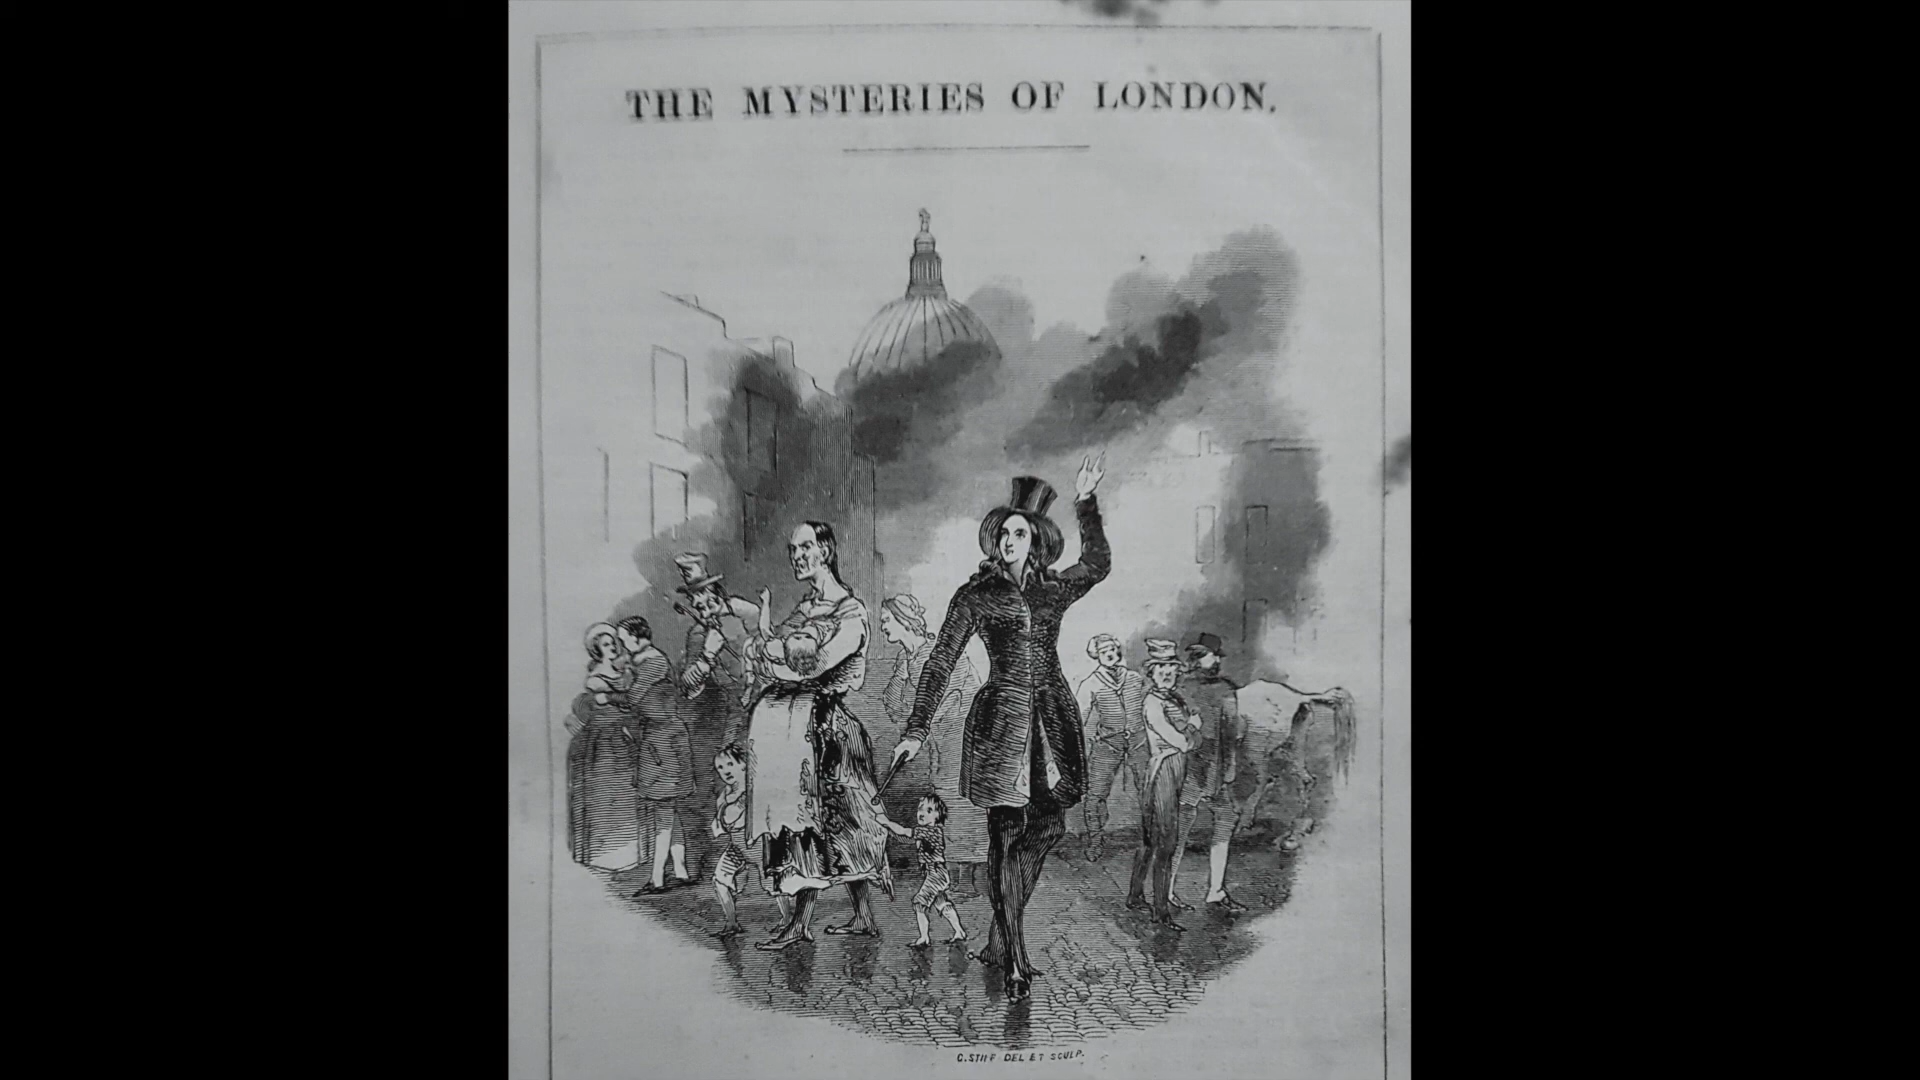 THE MYSTERIES OF LONDON.
G. STIFF DEL ET SCULP.